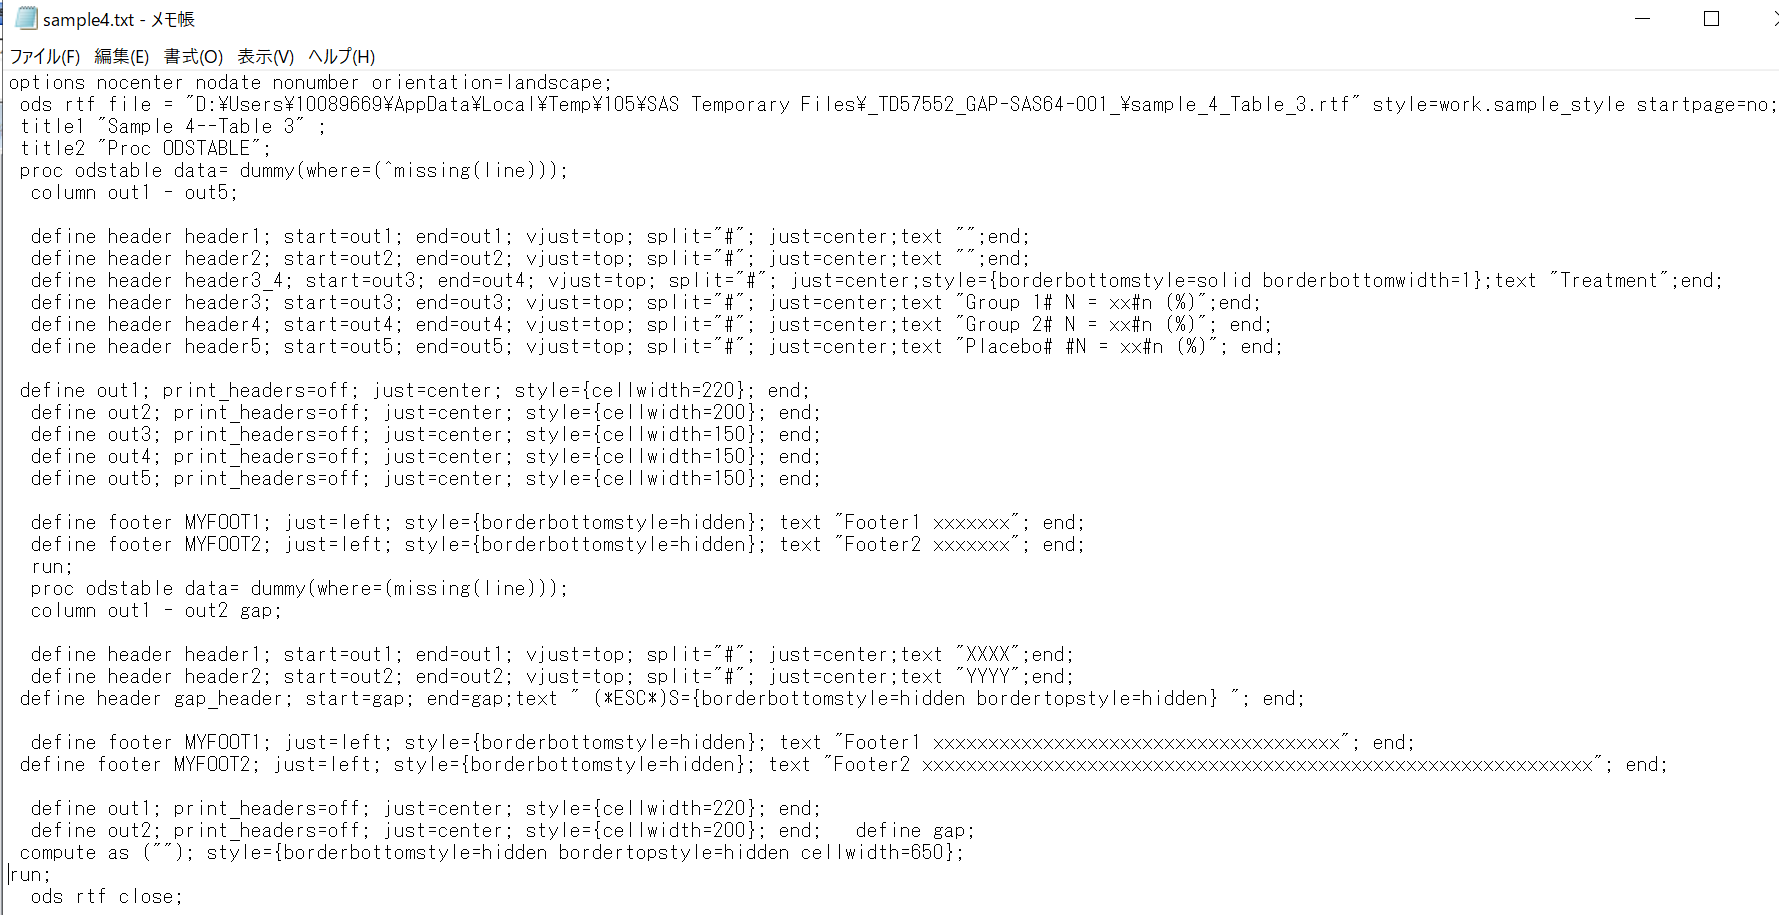 sample4.txt - メモ帳
ファイル(F) 編集(E) 書式(O) 表示(V) ヘルプ(H)
options nocenter nodate nonumber orientation=landscape;
ods rtf file = "D:¥Users¥10089669¥AppData¥Local¥Temp¥105¥SAS Temporary Files¥_TD57552_GAP-SAS64-001_¥sample_4_Table_3.rtf" style=work.sample_style startpage=no;
title1 "Sample 4--Table 3" ;
title2 "Proc ODSTABLE";
proc odstable data= dummy(where=(^missing(line)));
column out1 - out5;
define header header1; start=out1; end=out1; vjust=top; split="#"; just=center;text "";end;
define header header2; start=out2; end=out2; vjust=top; split="#"; just=center;text "";end;
define header header3_4; start=out3; end=out4; vjust=top; split="#"; just=center;style={borderbottomstyle=solid borderbottomwidth=1};text "Treatment";end;
define header header3; start=out3; end=out3; vjust=top; split="#"; just=center;text "Group 1# N = xx#n (%)";end;
define header header4; start=out4; end=out4; vjust=top; split="#"; just=center;text "Group 2# N = xx#n (%)"; end;
define header header5; start=out5; end=out5; vjust=top; split="#"; just=center;text "Placebo# #N = xx#n (%)"; end;
define out1; print_headers=off; just=center; style={cellwidth=220}; end;
define out2; print_headers=off; just=center; style={cellwidth=200}; end;
define out3; print_headers=off; just=center; style={cellwidth=150}; end;
define out4; print_headers=off; just=center; style={cellwidth=150}; end;
define out5; print_headers=off; just=center; style={cellwidth=150}; end;
define footer MYFOOT1; just=left; style={borderbottomstyle=hidden}; text "Footer1 xxxxxxx"; end;
define footer MYFOOT2; just=left; style={borderbottomstyle=hidden}; text "Footer2 xxxxxxx"; end;
run;
proc odstable data= dummy(where=(missing(line)));
column out1 - out2 gap;
define header header1; start=out1; end=out1; vjust=top; split="#"; just=center;text "XXXX";end;
define header header2; start=out2; end=out2; vjust=top; split="#"; just=center;text "YYYY";end;
define header gap_header; start=gap; end=gap;text " (*ESC*)S={borderbottomstyle=hidden bordertopstyle=hidden} "; end;
define footer MYFOOT1; just=left; style={borderbottomstyle=hidden}; text "Footer1 xxxxxxxxxxxxxxxxxxxxxxxxxxxxxxxxxxxxx"; end;
define footer MYFOOT2; just=left; style={borderbottomstyle=hidden}; text "Footer2 xxxxxxxxxxxxxxxxxxxxxxxxxxxxxxxxxxxxxxxxxxxxxxxxxxxxxxxxxxxxx"; end;
define out1; print_headers=off; just=center; style={cellwidth=220}; end;
define out2; print_headers=off; just=center; style={cellwidth=200}; end; define gap;
compute as (""); style={borderbottomstyle=hidden bordertopstyle=hidden cellwidth=650};
run;
ods rtf close;